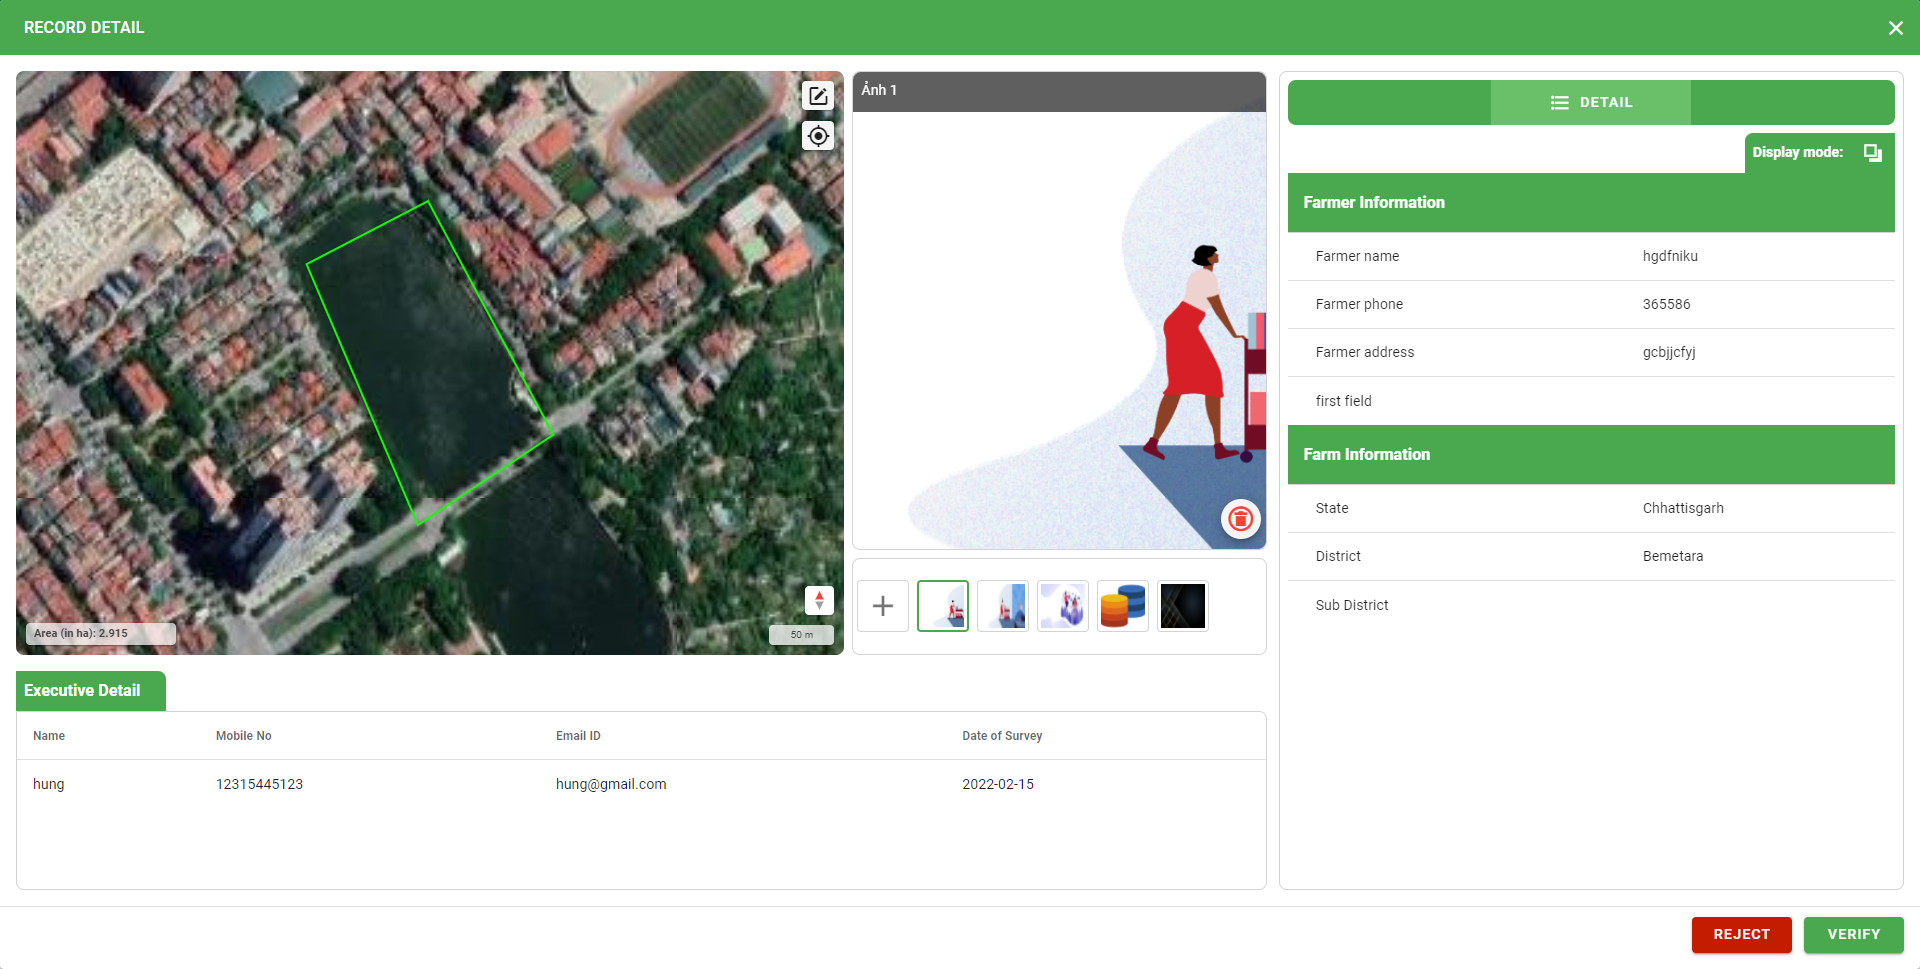 RECORD DETAIL
Area (in ha): 2.915
50 m
Ảnh 1
DETAIL
Display mode:
Farmer Information
Farmer name hgdfniku
Farmer phone 365586
Farmer address gcbjjcfyj
first field
Farm Information
State Chhattisgarh
District Bemetara
Sub District
Executive Detail
Name Mobile No Email ID Date of Survey
hung 12315445123 hung@gmail.com 2022-02-15
REJECT VERIFY